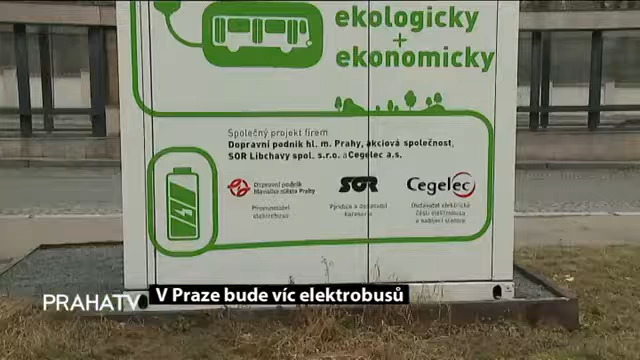 ekologicky
+
ekonomicky
Společný projekt firem
Dopravní podnik hl. m. Prahy, akciová společnost,
SOR Libchavy spol. s.r.o. a Cegelec a.s.
Dopravní podnik
hlavního města Prahy
Provozovatel
elektrobusu
SOR
Výrobce a dodavatel
karoserie
Cegelec
Dodavatel elektrické
části elektrobusu
a nabíjecí stanice
V Praze bude víc elektrobusů
PRAHA TV